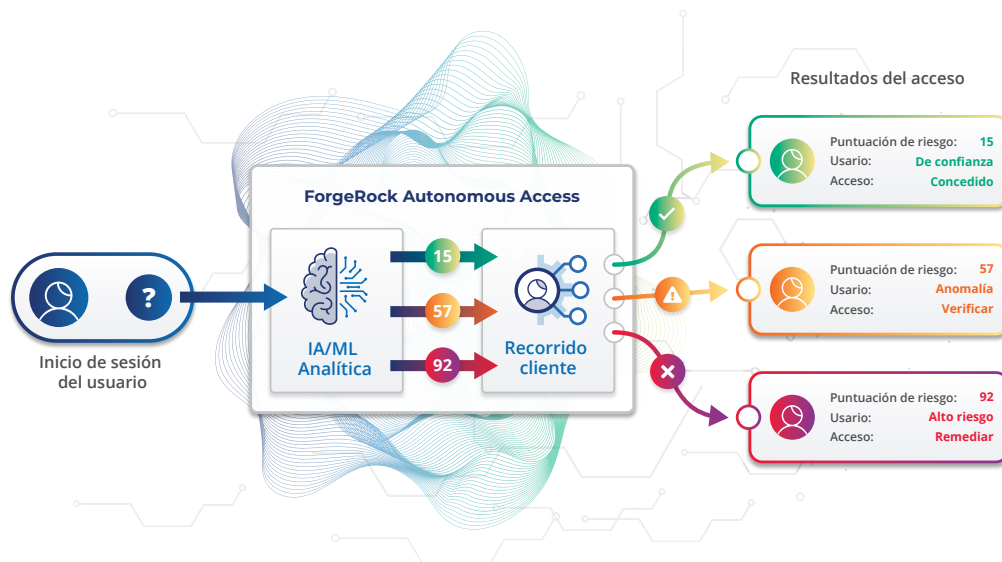 Resultados del acceso
Puntuación de riesgo: 15
Usario: De confianza
Acceso: Concedido
ForgeRock Autonomous Access
15
57
92
?
IA/ML
Analítica
Recorrido
cliente
Inicio de sesión
del usuario
Puntuación de riesgo: 57
Usario: Anomalía
Acceso: Verificar
Puntuación de riesgo: 92
Usario: Alto riesgo
Acceso: Remediar